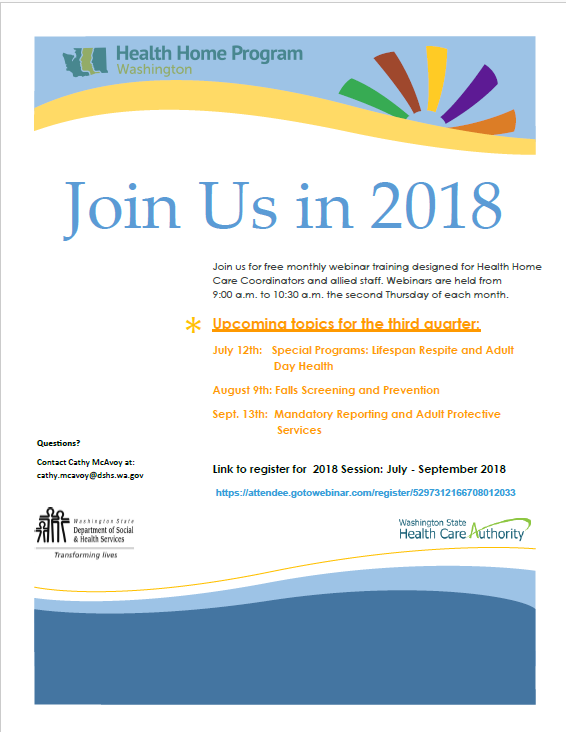 Health Home Program
Washington
Join Us in 2018
Join us for free monthly webinar training designed for Health Home
Care Coordinators and allied staff. Webinars are held from
9:00 a.m. to 10:30 a.m. the second Thursday of each month.
* Upcoming topics for the third quarter:
July 12th: Special Programs: Lifespan Respite and Adult
Day Health
August 9th: Falls Screening and Prevention
Sept. 13th: Mandatory Reporting and Adult Protective
Services
Questions?
Contact Cathy McAvoy at:
cathy.mcavoy@dshs.wa.gov
Link to register for 2018 Session: July - September 2018
https://attendee.gotowebinar.com/register/5297312166708012033
Washington State
Department of Social
& Health Services
Transforming lives
Washington State
Health Care Authority